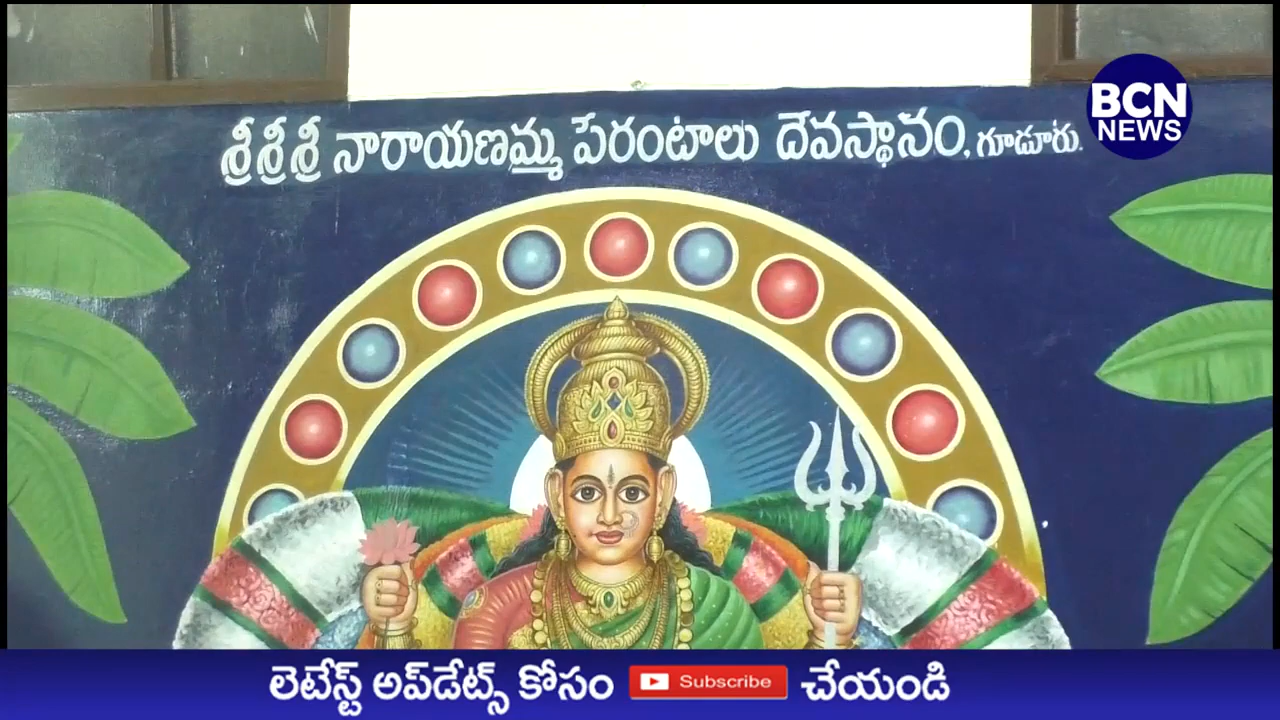 శ్రీ శ్రీ శ్రీ నారాయణమ్మ పేరంటాలు దేవస్థానం, గూడూరు.
BCN
NEWS
లెటేస్ట్ అప్‌డేట్స్ కోసం Subscribe చేయండి